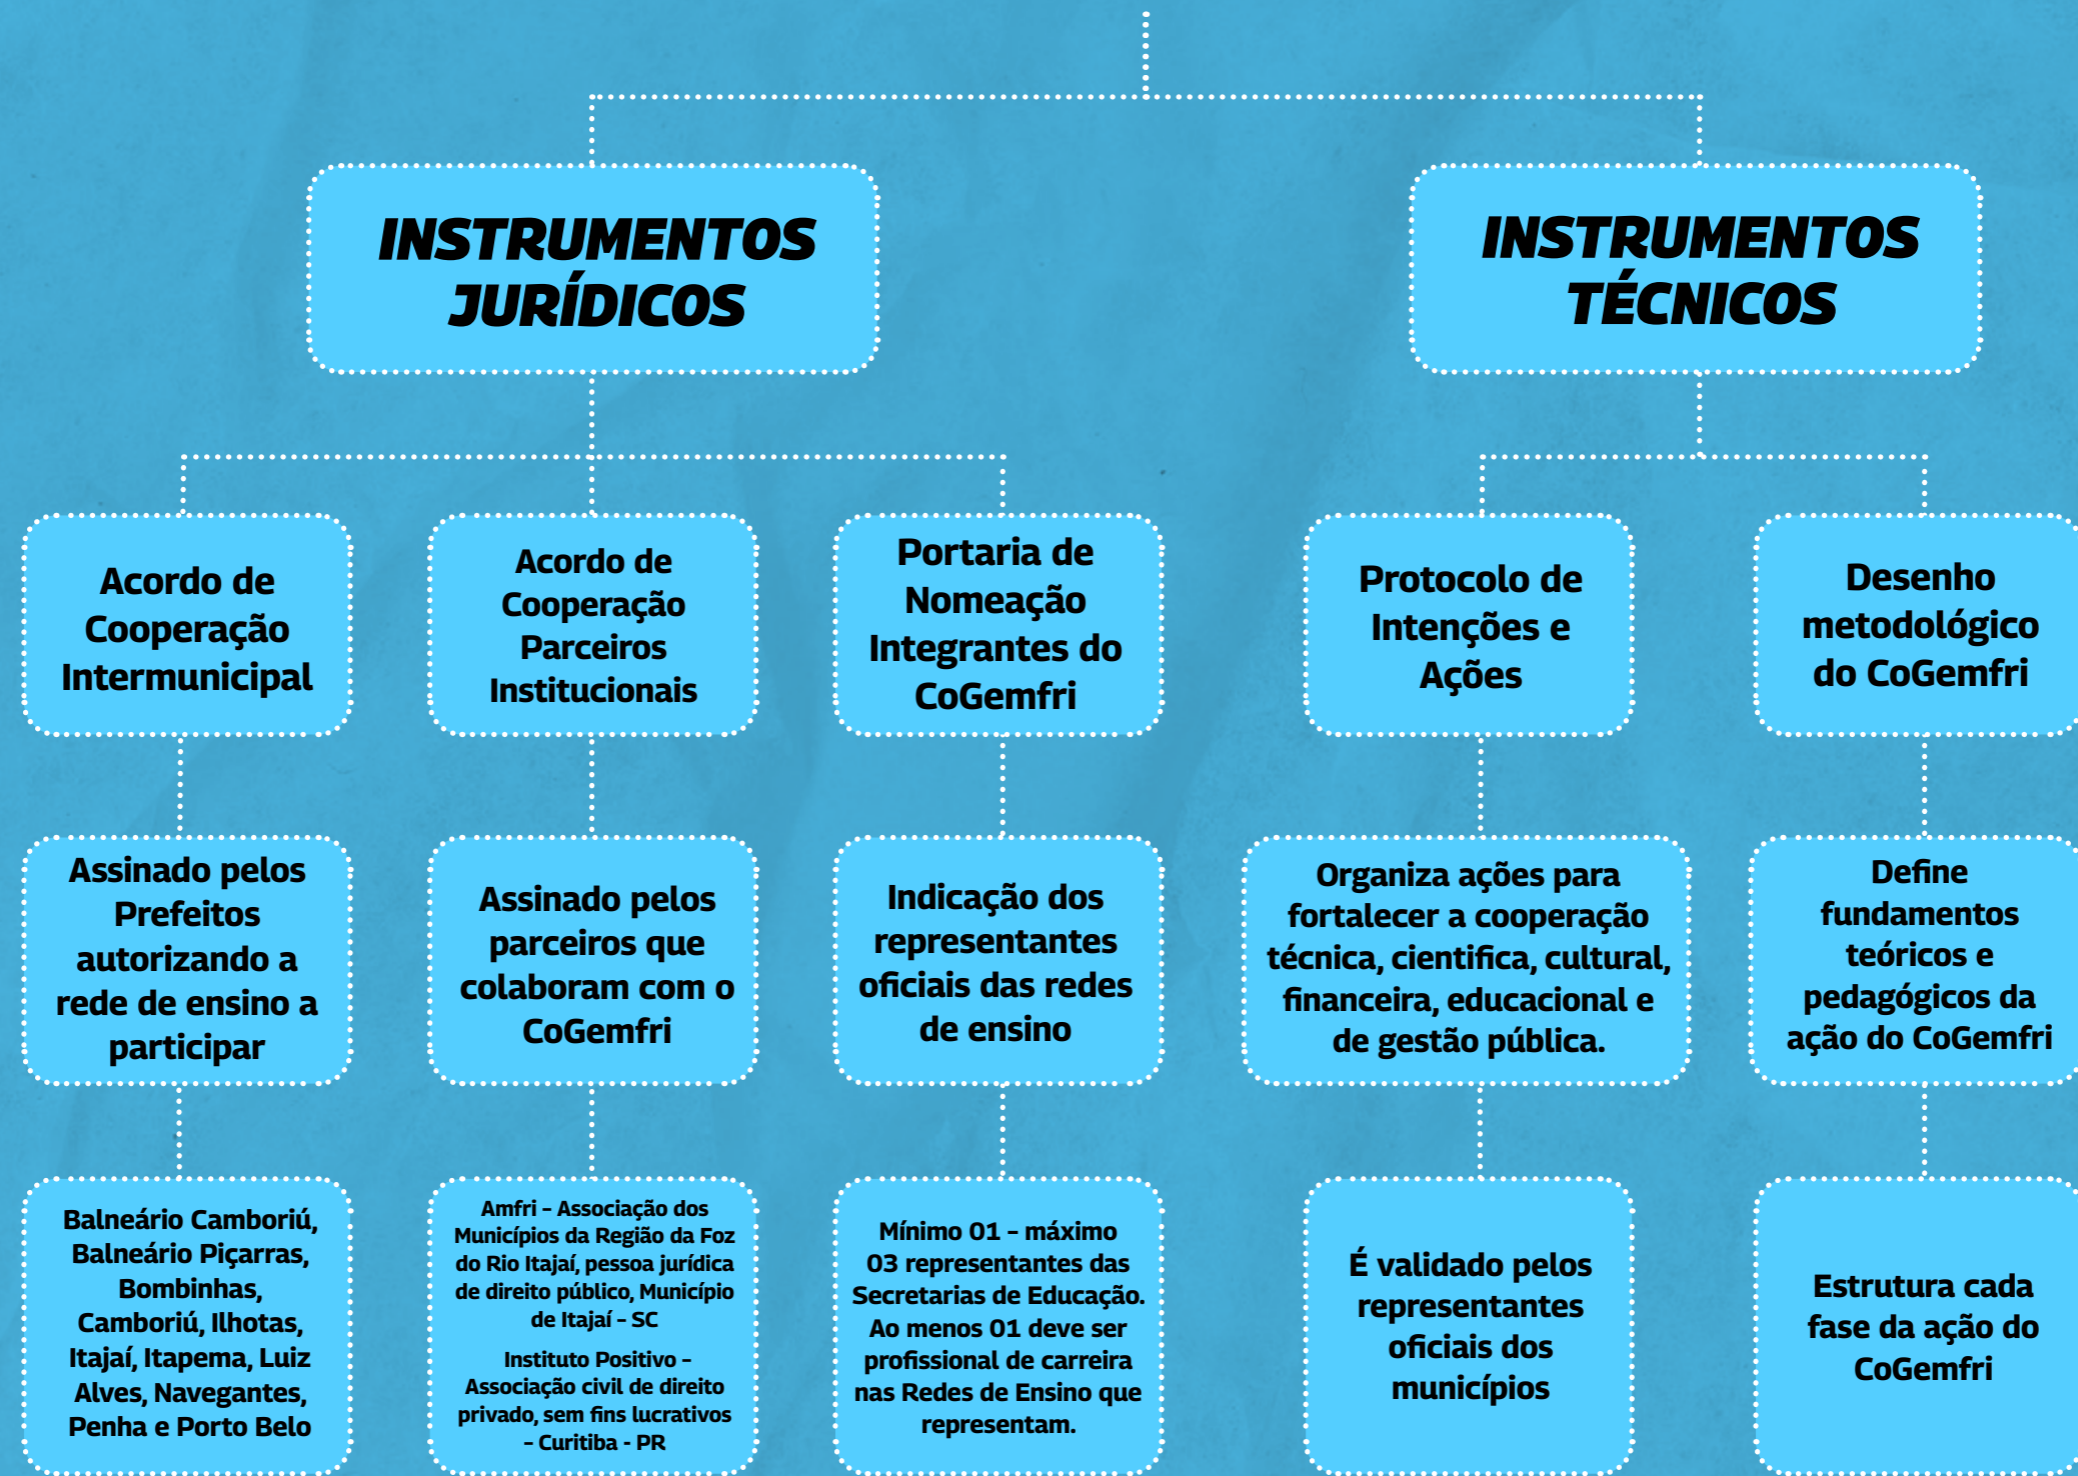 INSTRUMENTOS
JURÍDICOS
INSTRUMENTOS
TÉCNICOS
Acordo de
Cooperação
Intermunicipal
Acordo de
Cooperação
Parceiros
Institucionais
Portaria de
Nomeação
Integrantes do
CoGemfri
Protocolo de
Intenções e
Ações
Desenho
metodológico
do CoGemfri
Assinado pelos
Prefeitos
autorizando a
rede de ensino a
participar
Assinado pelos
parceiros que
colaboram com o
CoGemfri
Indicação dos
representantes
oficiais das redes
de ensino
Organiza ações para
fortalecer a cooperação
técnica, cientifica, cultural,
financeira, educacional e
de gestão pública.
Define
fundamentos
teóricos e
pedagógicos da
ação do CoGemfri
Balneário Camboriú,
Balneário Piçarras,
Bombinhas,
Camboriú, Ilhotas,
Itajaí, Itapema, Luiz
Alves, Navegantes,
Penha e Porto Belo
Amfri – Associação dos
Municípios da Região da Foz
do Rio Itajaí, pessoa jurídica
de direito público, Município
de Itajaí – SC
Instituto Positivo –
Associação civil de direito
privado, sem fins lucrativos
– Curitiba - PR
Mínimo 01 – máximo
03 representantes das
Secretarias de Educação.
Ao menos 01 deve ser
profissional de carreira
nas Redes de Ensino que
representam.
É validado pelos
representantes
oficiais dos
municípios
Estrutura cada
fase da ação do
CoGemfri